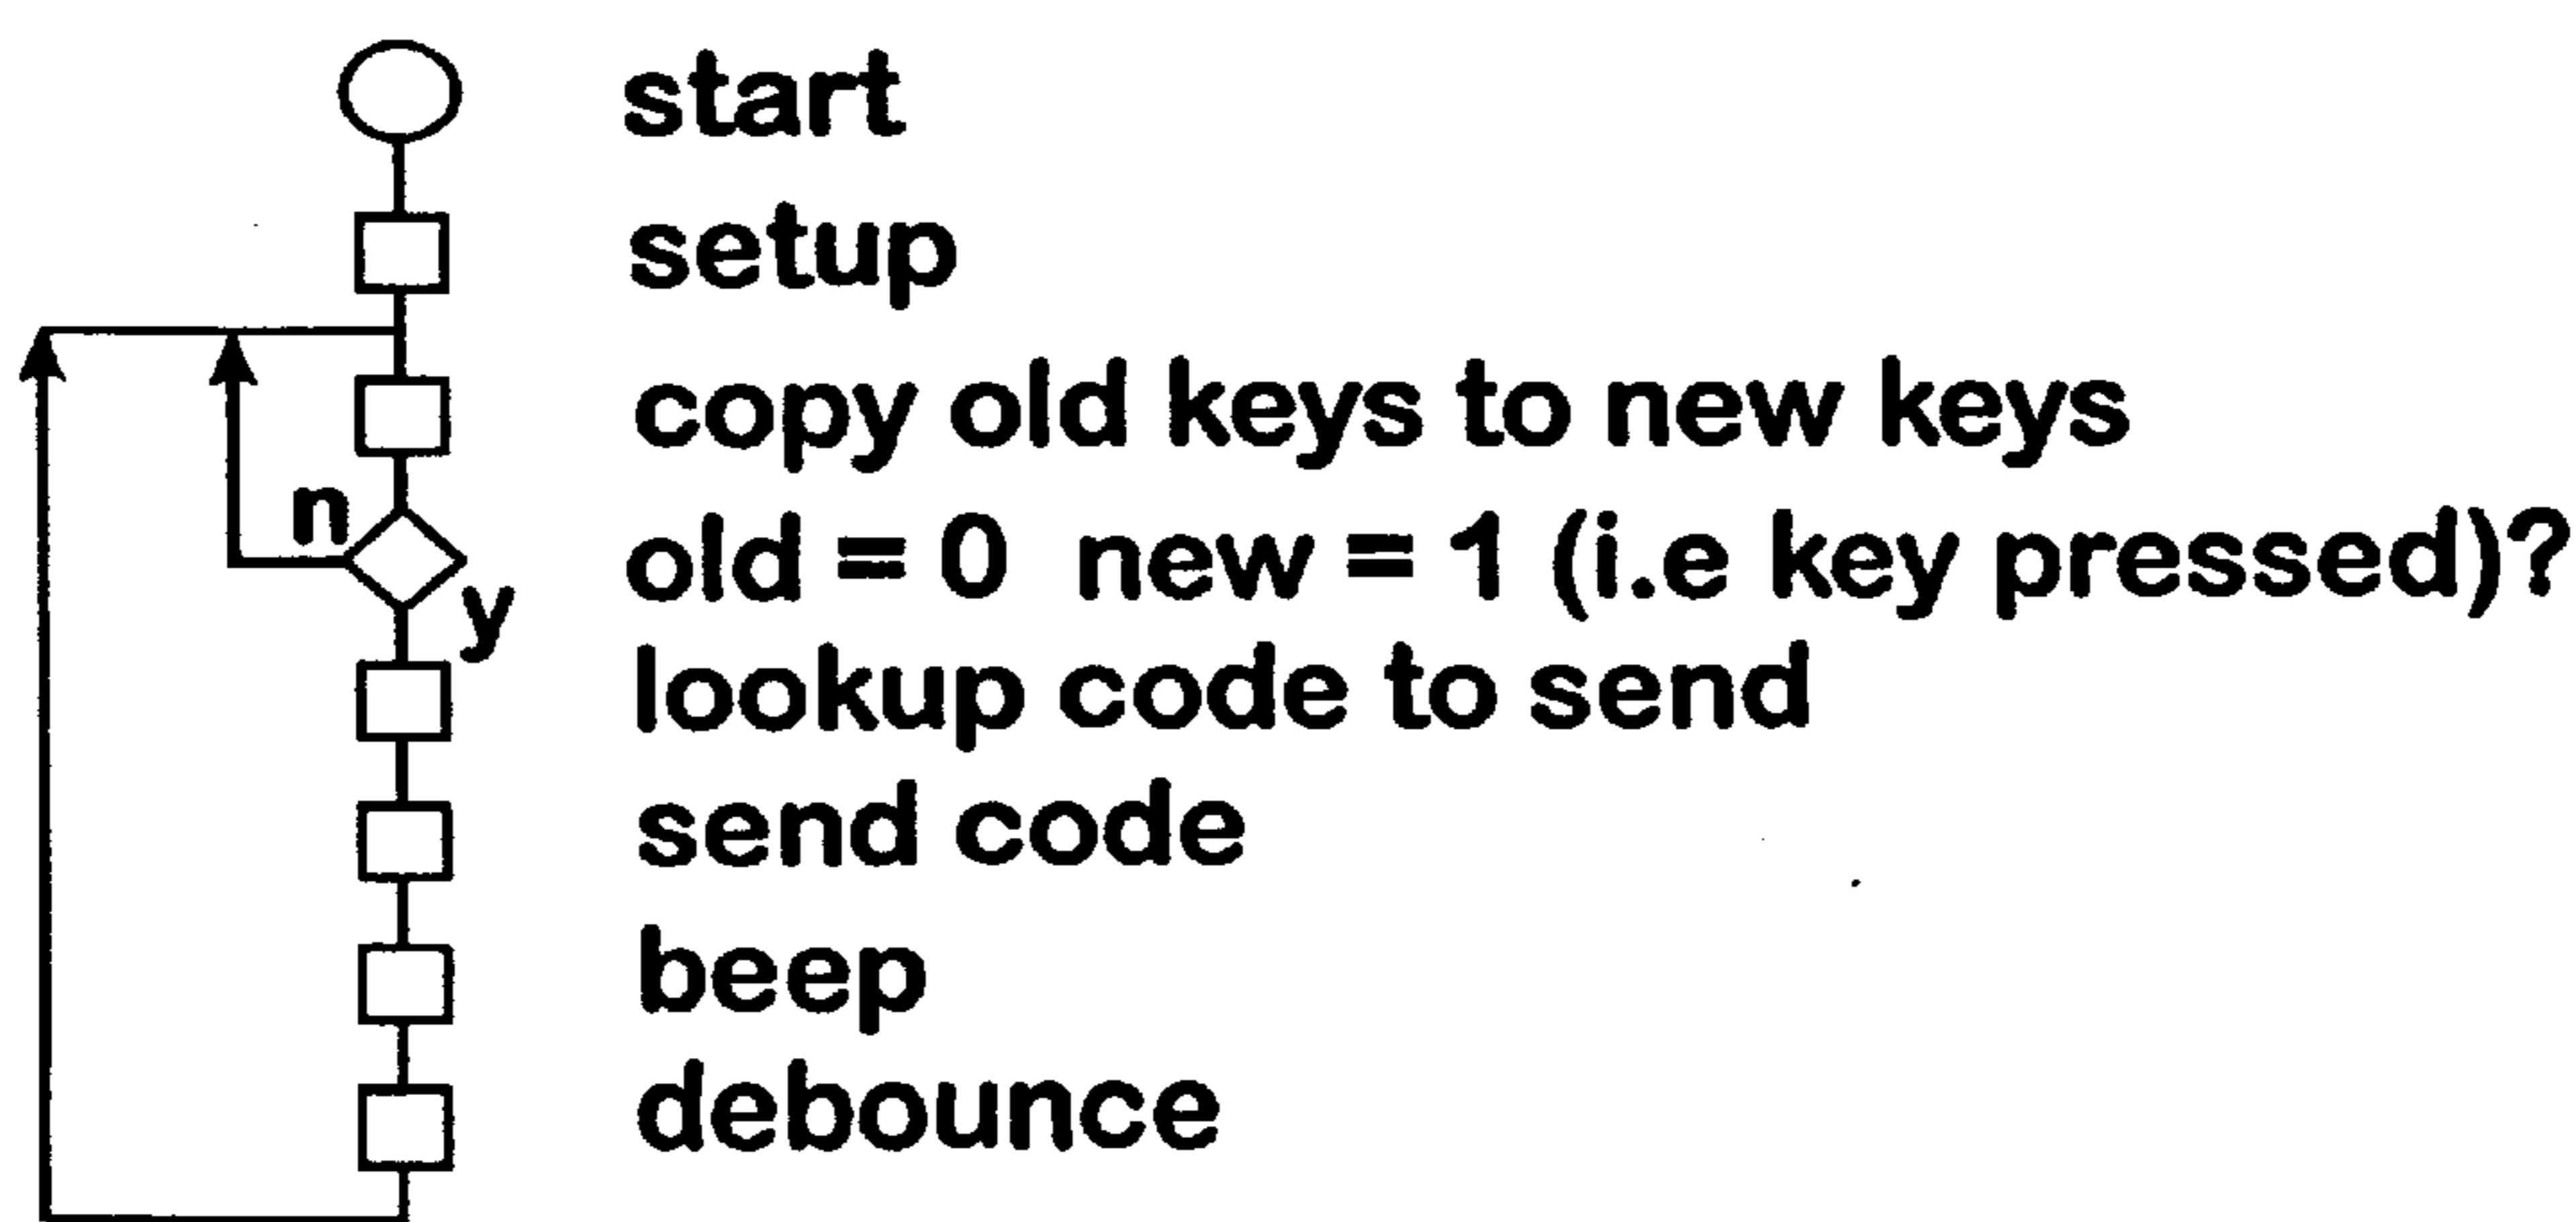 start
setup
copy old keys to new keys
n
old = 0 new = 1 (i.e key pressed)?
y
lookup code to send
send code
beep
debounce